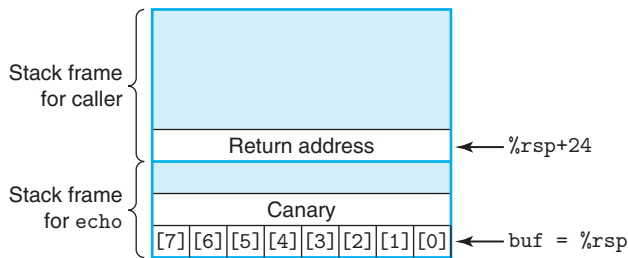 Stack frame
for caller
Return address
%rsp+24
Stack frame
for echo
Canary
[7] [6] [5] [4] [3] [2] [1] [0]
buf = %rsp